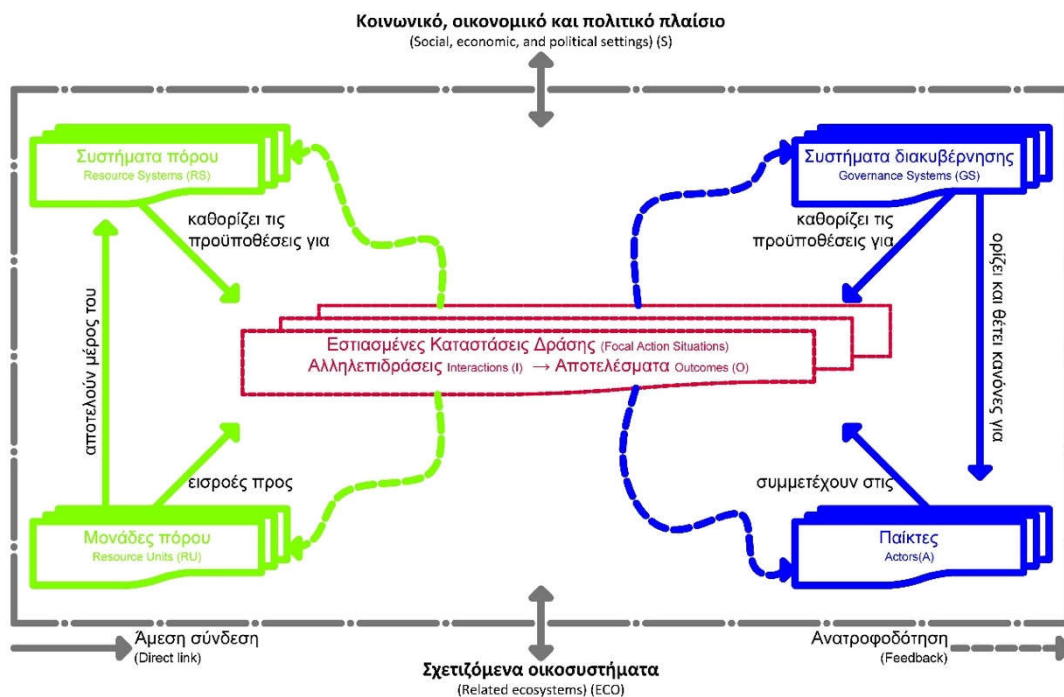 Κοινωνικό, οικονομικό και πολιτικό πλαίσιο
(Social, economic, and political settings) (S)
Συστήματα πόρου
Resource Systems (RS)
Συστήματα διακυβέρνησης
Governance Systems (GS)
καθορίζει τις
προϋποθέσεις για
καθορίζει τις
προϋποθέσεις για
αποτελούν μέρος του
ορίζει και θέτει κανόνες για
Εστιασμένες Καταστάσεις Δράσης (Focal Action Situations)
Αλληλεπιδράσεις Interactions (I) → Αποτελέσματα Outcomes (O)
εισροές προς
συμμετέχουν στις
Μονάδες πόρου
Resource Units (RU)
Παίκτες
Actors(A)
Άμεση σύνδεση
(Direct link)
Ανατροφοδότηση
(Feedback)
Σχετιζόμενα οικοσυστήματα
(Related ecosystems) (ECO)